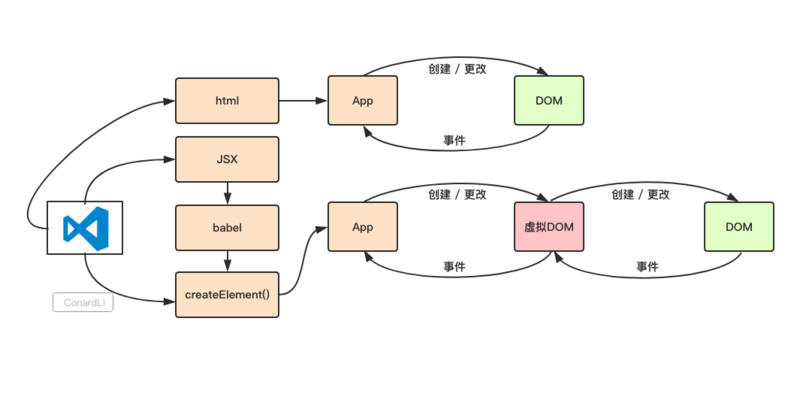 创建 / 更改
html
App
DOM
事件
JSX
创建 / 更改
创建 / 更改
babel
App
虚拟DOM
DOM
事件
事件
createElement()
ConardLi